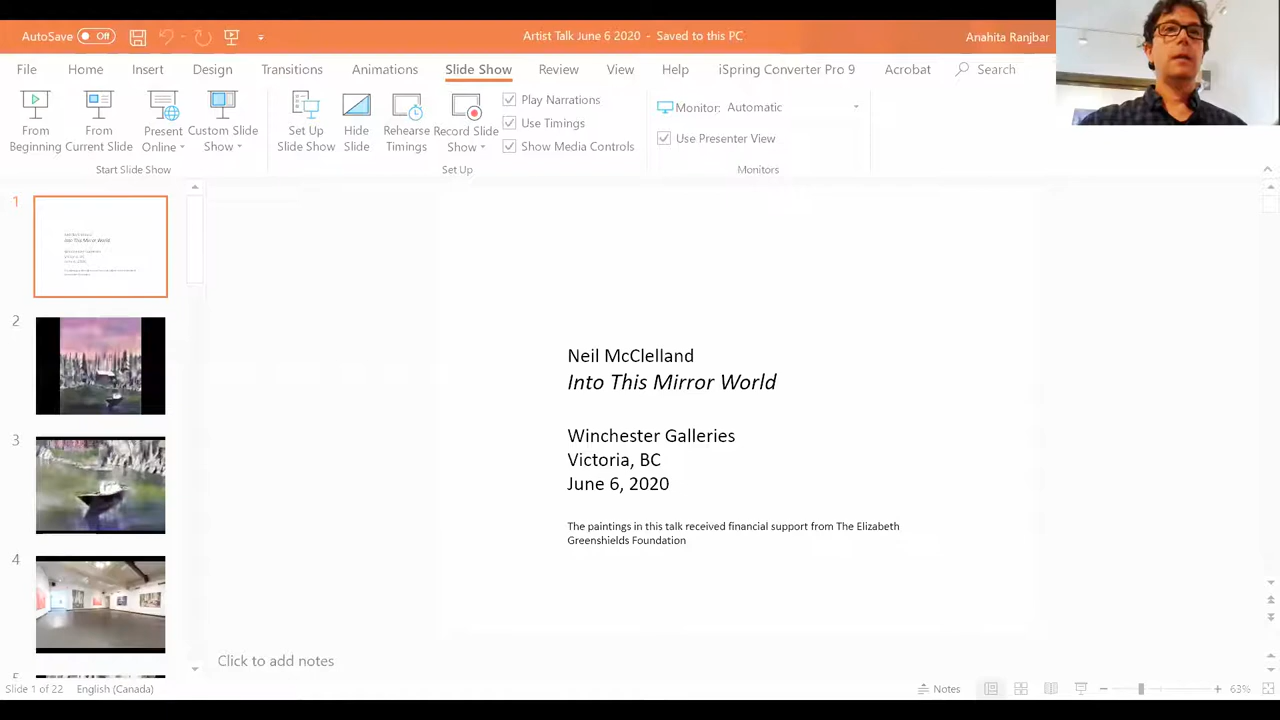 AutoSave Off
Artist Talk June 6 2020 - Saved to this PC
Anahita Ranjbar
File Home Insert Design Transitions Animations Slide Show Review View Help iSpring Converter Pro 9 Acrobat Search
From Beginning
From Current Slide
Present Online
Custom Slide Show
Start Slide Show
Set Up Slide Show
Hide Slide
Rehearse Timings
Record Slide Show
Play Narrations
Use Timings
Show Media Controls
Set Up
Monitor: Automatic
Use Presenter View
Monitors
1
2
3
4
Neil McClelland
Into This Mirror World
Winchester Galleries
Victoria, BC
June 6, 2020
The paintings in this talk received financial support from The Elizabeth
Greenshields Foundation
Click to add notes
Slide 1 of 22 English (Canada) Notes 63%